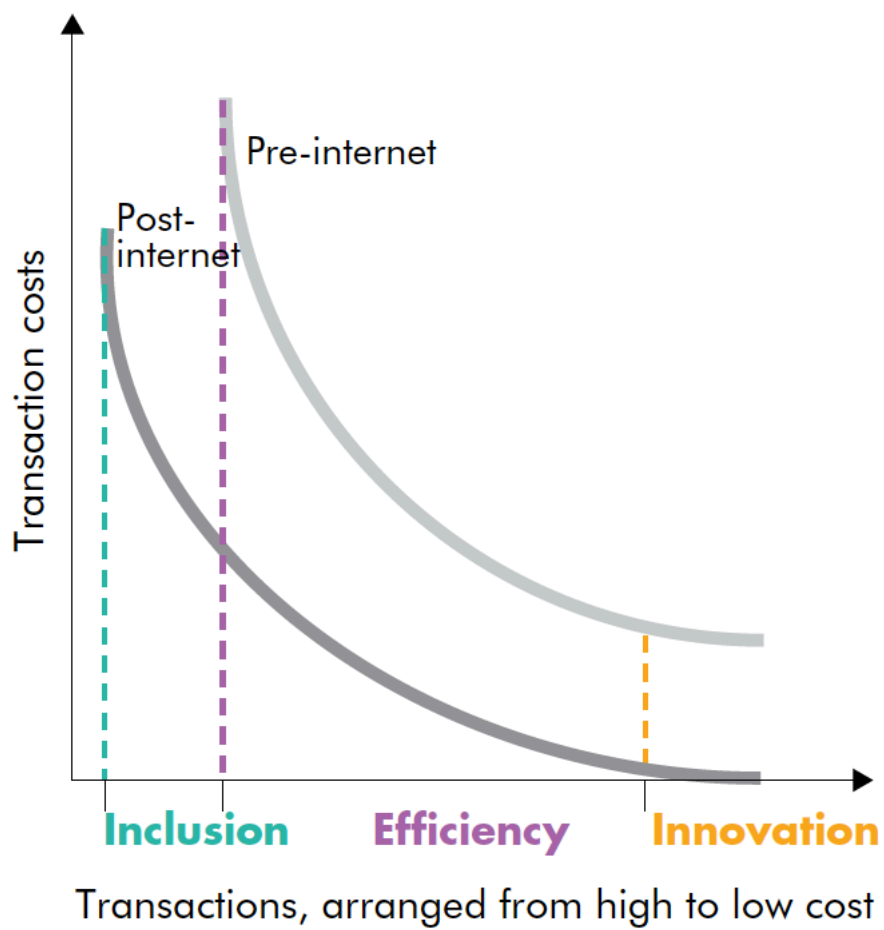 Pre-internet
Post-
internet
Transaction costs
Inclusion
Efficiency
Innovation
Transactions, arranged from high to low cost